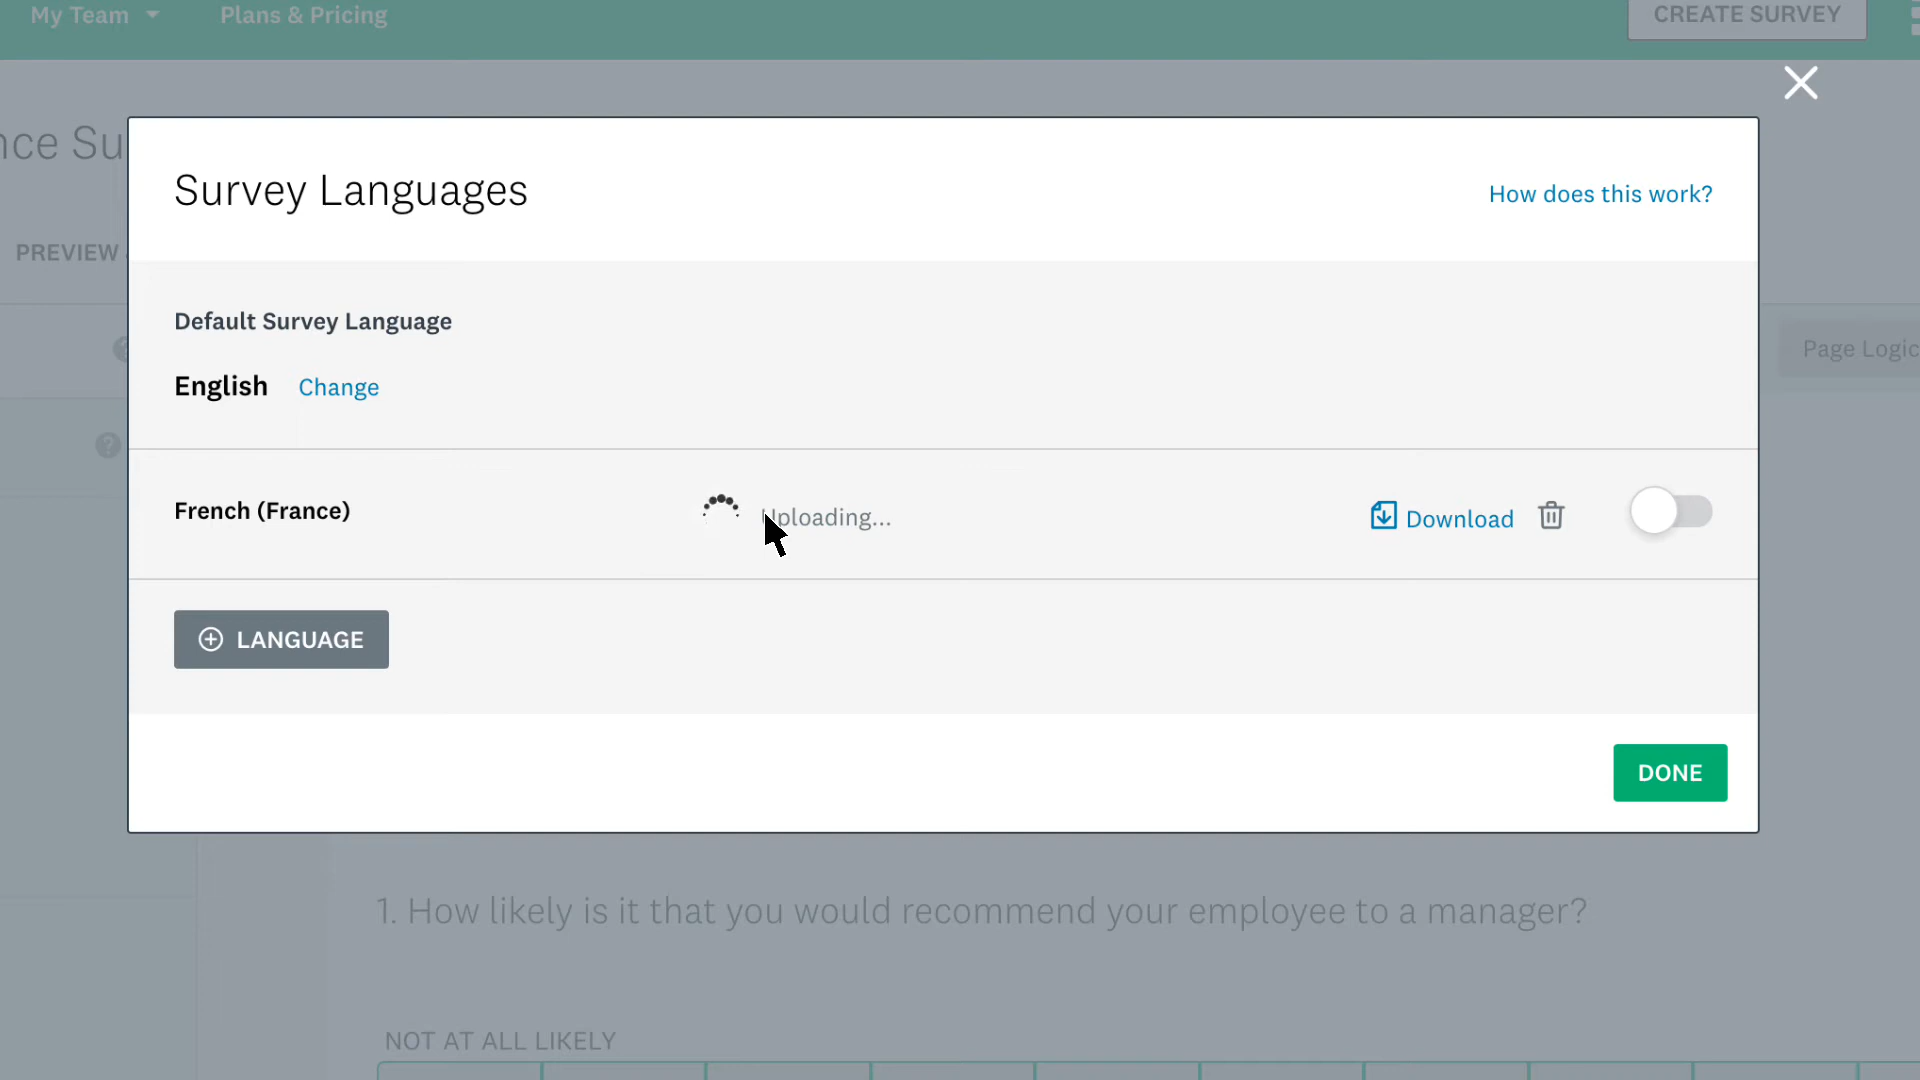 My Team
Plans & Pricing
CREATE SURVEY
nce Su
Survey Languages
How does this work?
PREVIEW
Default Survey Language
English Change
Page Logic
French (France)
Uploading...
Download
LANGUAGE
DONE
1. How likely is it that you would recommend your employee to a manager?
NOT AT ALL LIKELY